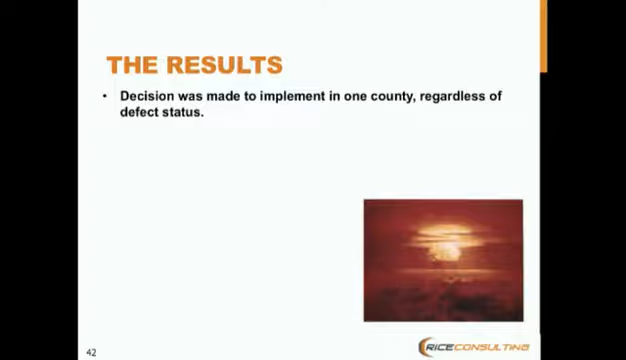 THE RESULTS
• Decision was made to implement in one county, regardless of
defect status.
42
RICECONSULTING